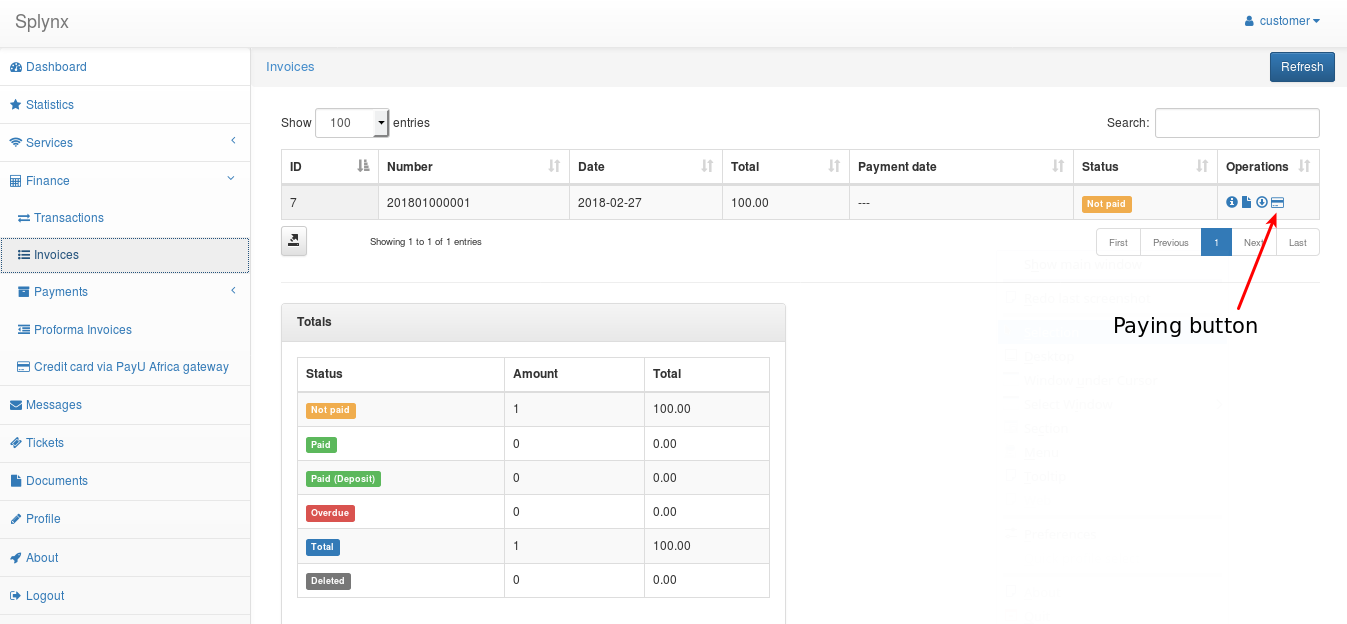 Splynx
customer
Dashboard
Invoices
Refresh
Statistics
Services
Finance
Transactions
Invoices
Payments
Proforma Invoices
Credit card via PayU Africa gateway
Messages
Tickets
Documents
Profile
About
Logout
Show 100 entries
Search:
ID Number Date Total Payment date Status Operations
7 201801000001 2018-02-27 100.00 --- Not paid
Showing 1 to 1 of 1 entries
First Previous 1 Next Last
Paying button
Totals
Status Amount Total
Not paid 1 100.00
Paid 0 0.00
Paid (Deposit) 0 0.00
Overdue 0 0.00
Total 1 100.00
Deleted 0 0.00